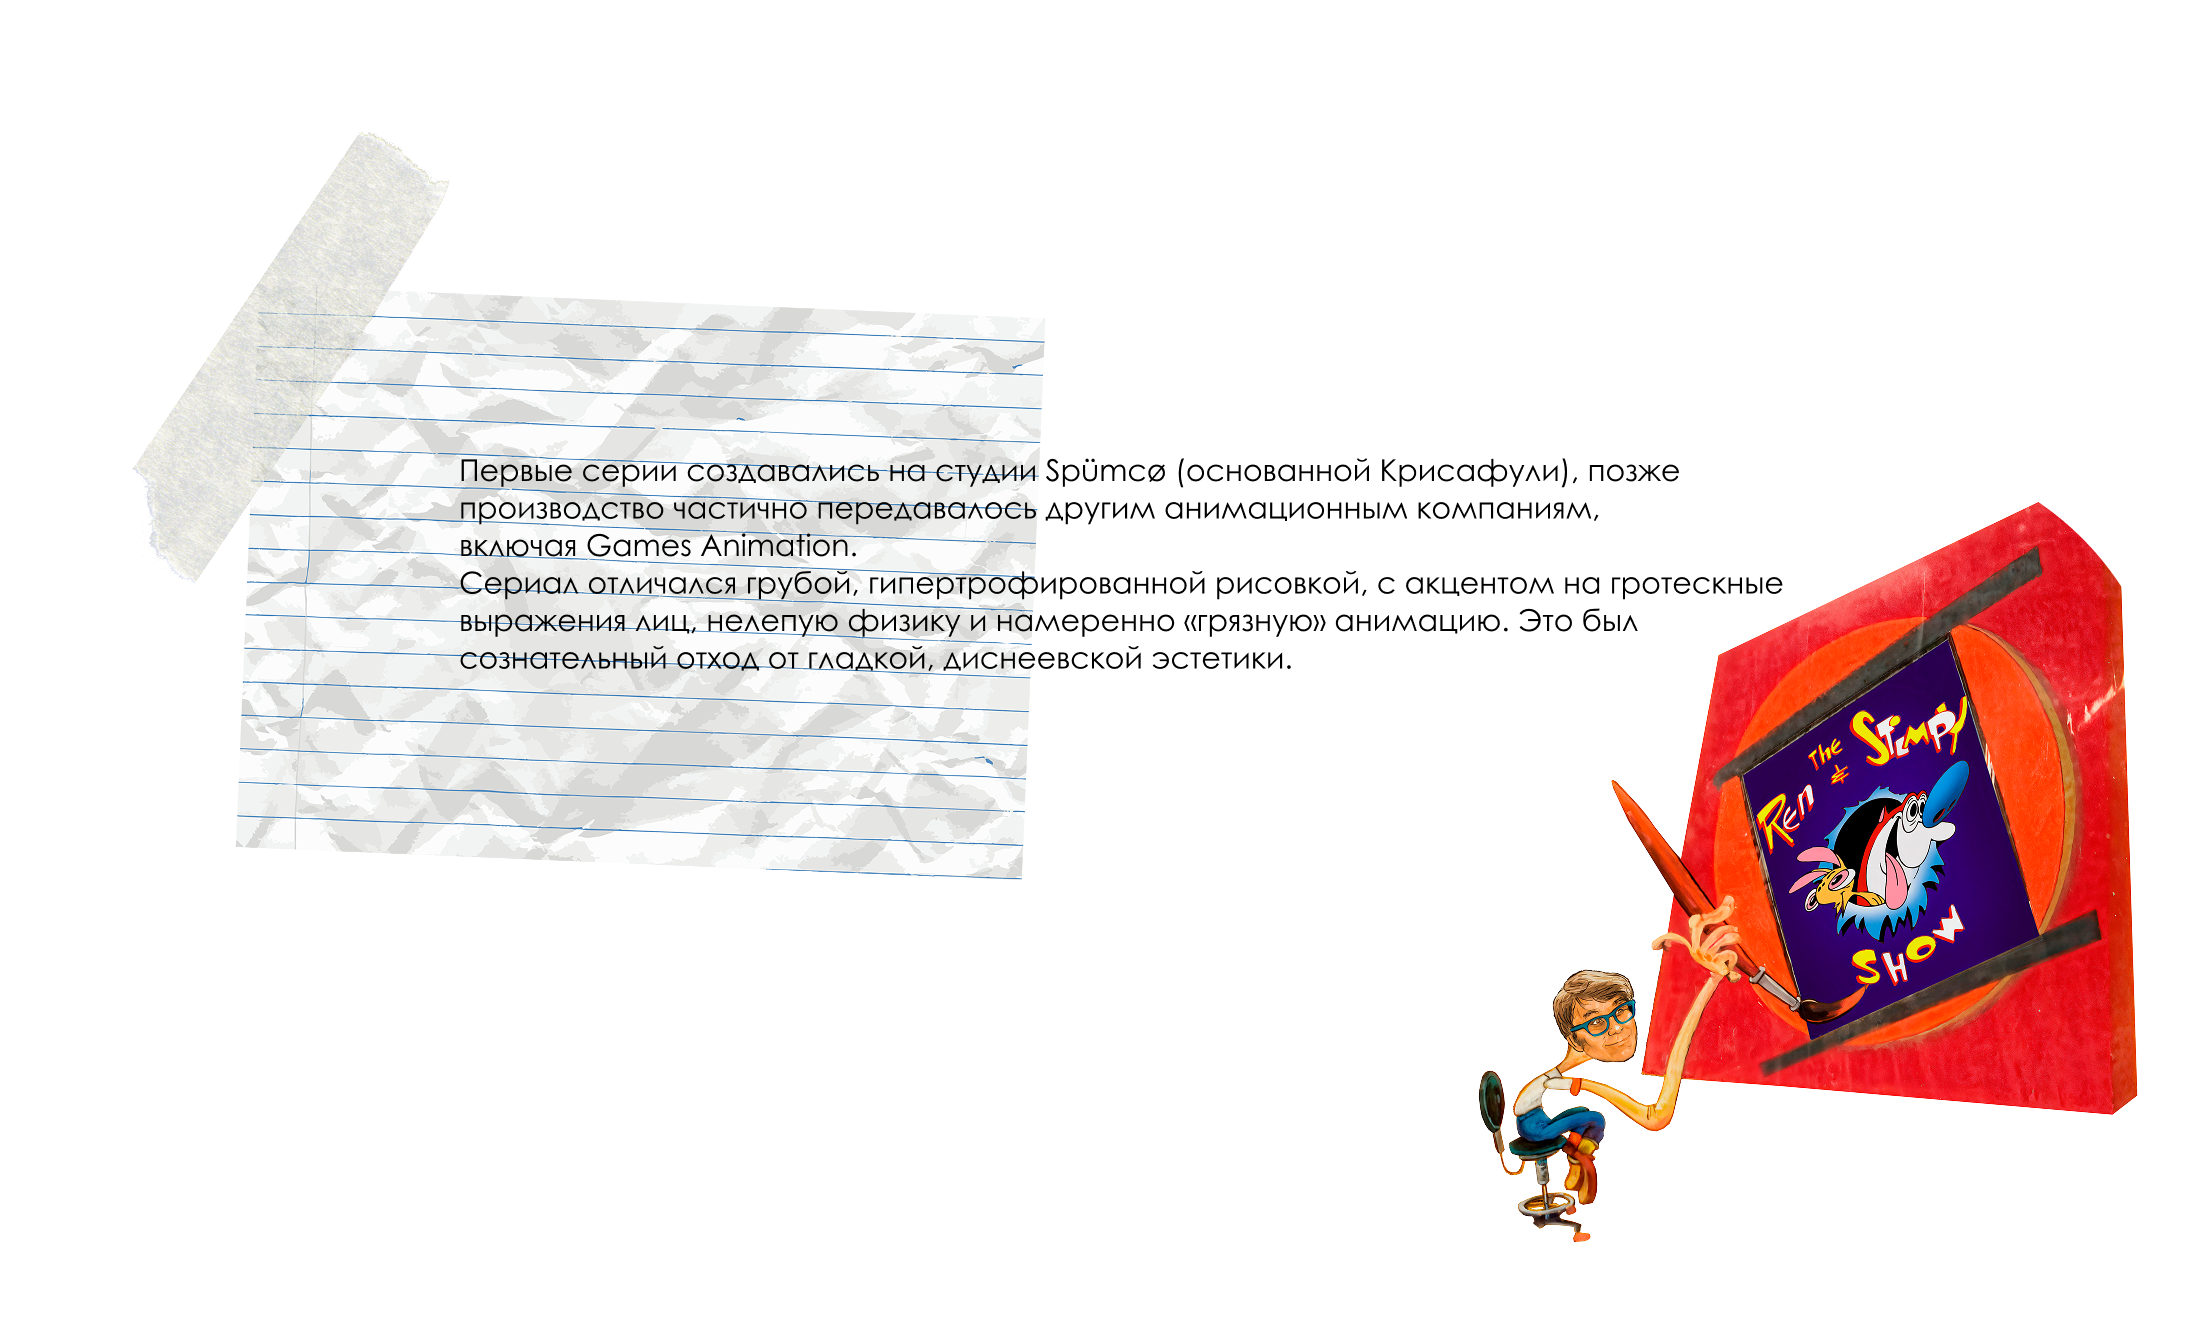 Первые серии создавались на студии Spümcø (основанной Крисафули), позже
производство частично передавалось другим анимационным компаниям,
включая Games Animation.
Сериал отличался грубой, гипертрофированной рисовкой, с акцентом на гротескные
выражения лиц, нелепую физику и намеренно «грязную» анимацию. Это был
сознательный отход от гладкой, диснеевской эстетики.
The
Ren & Stimpy
Show